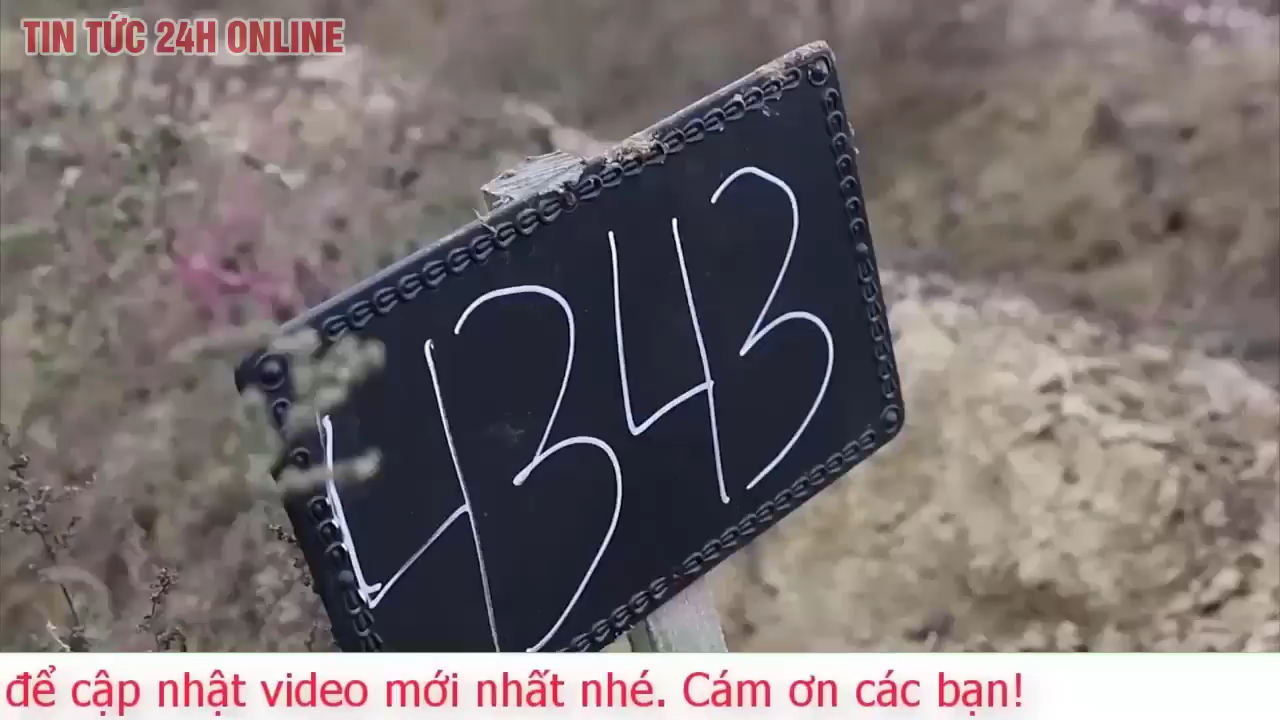 TIN TỨC 24H ONLINE
4343
để cập nhật video mới nhất nhé. Cám ơn các bạn!